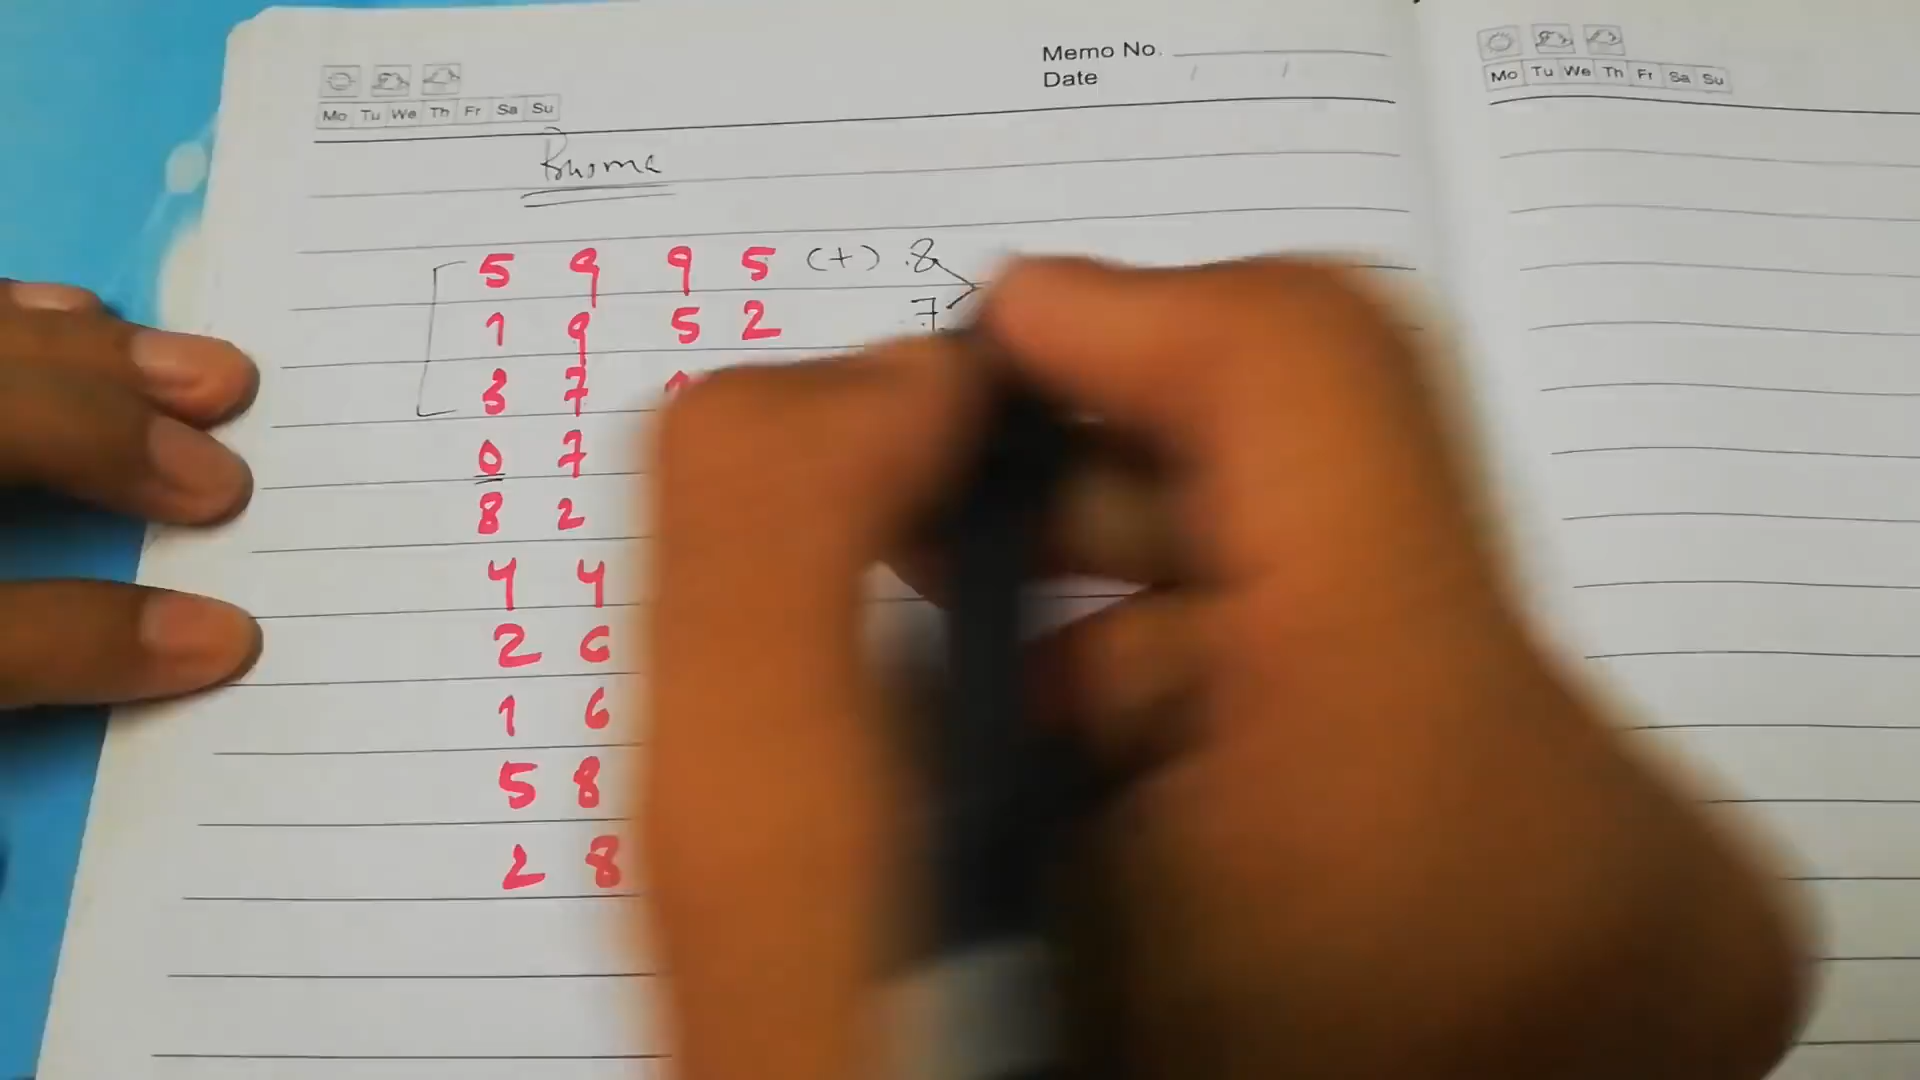 Memo No.
Date / /
Mo Tu We Th Fr Sa Su
Mo Tu We Th Fr Sa Su
5 9 9 5 (+) 8
1 9 5 2 7
3 7
0 7
8 2
4 4
2 6
1 6
5 8
2 8